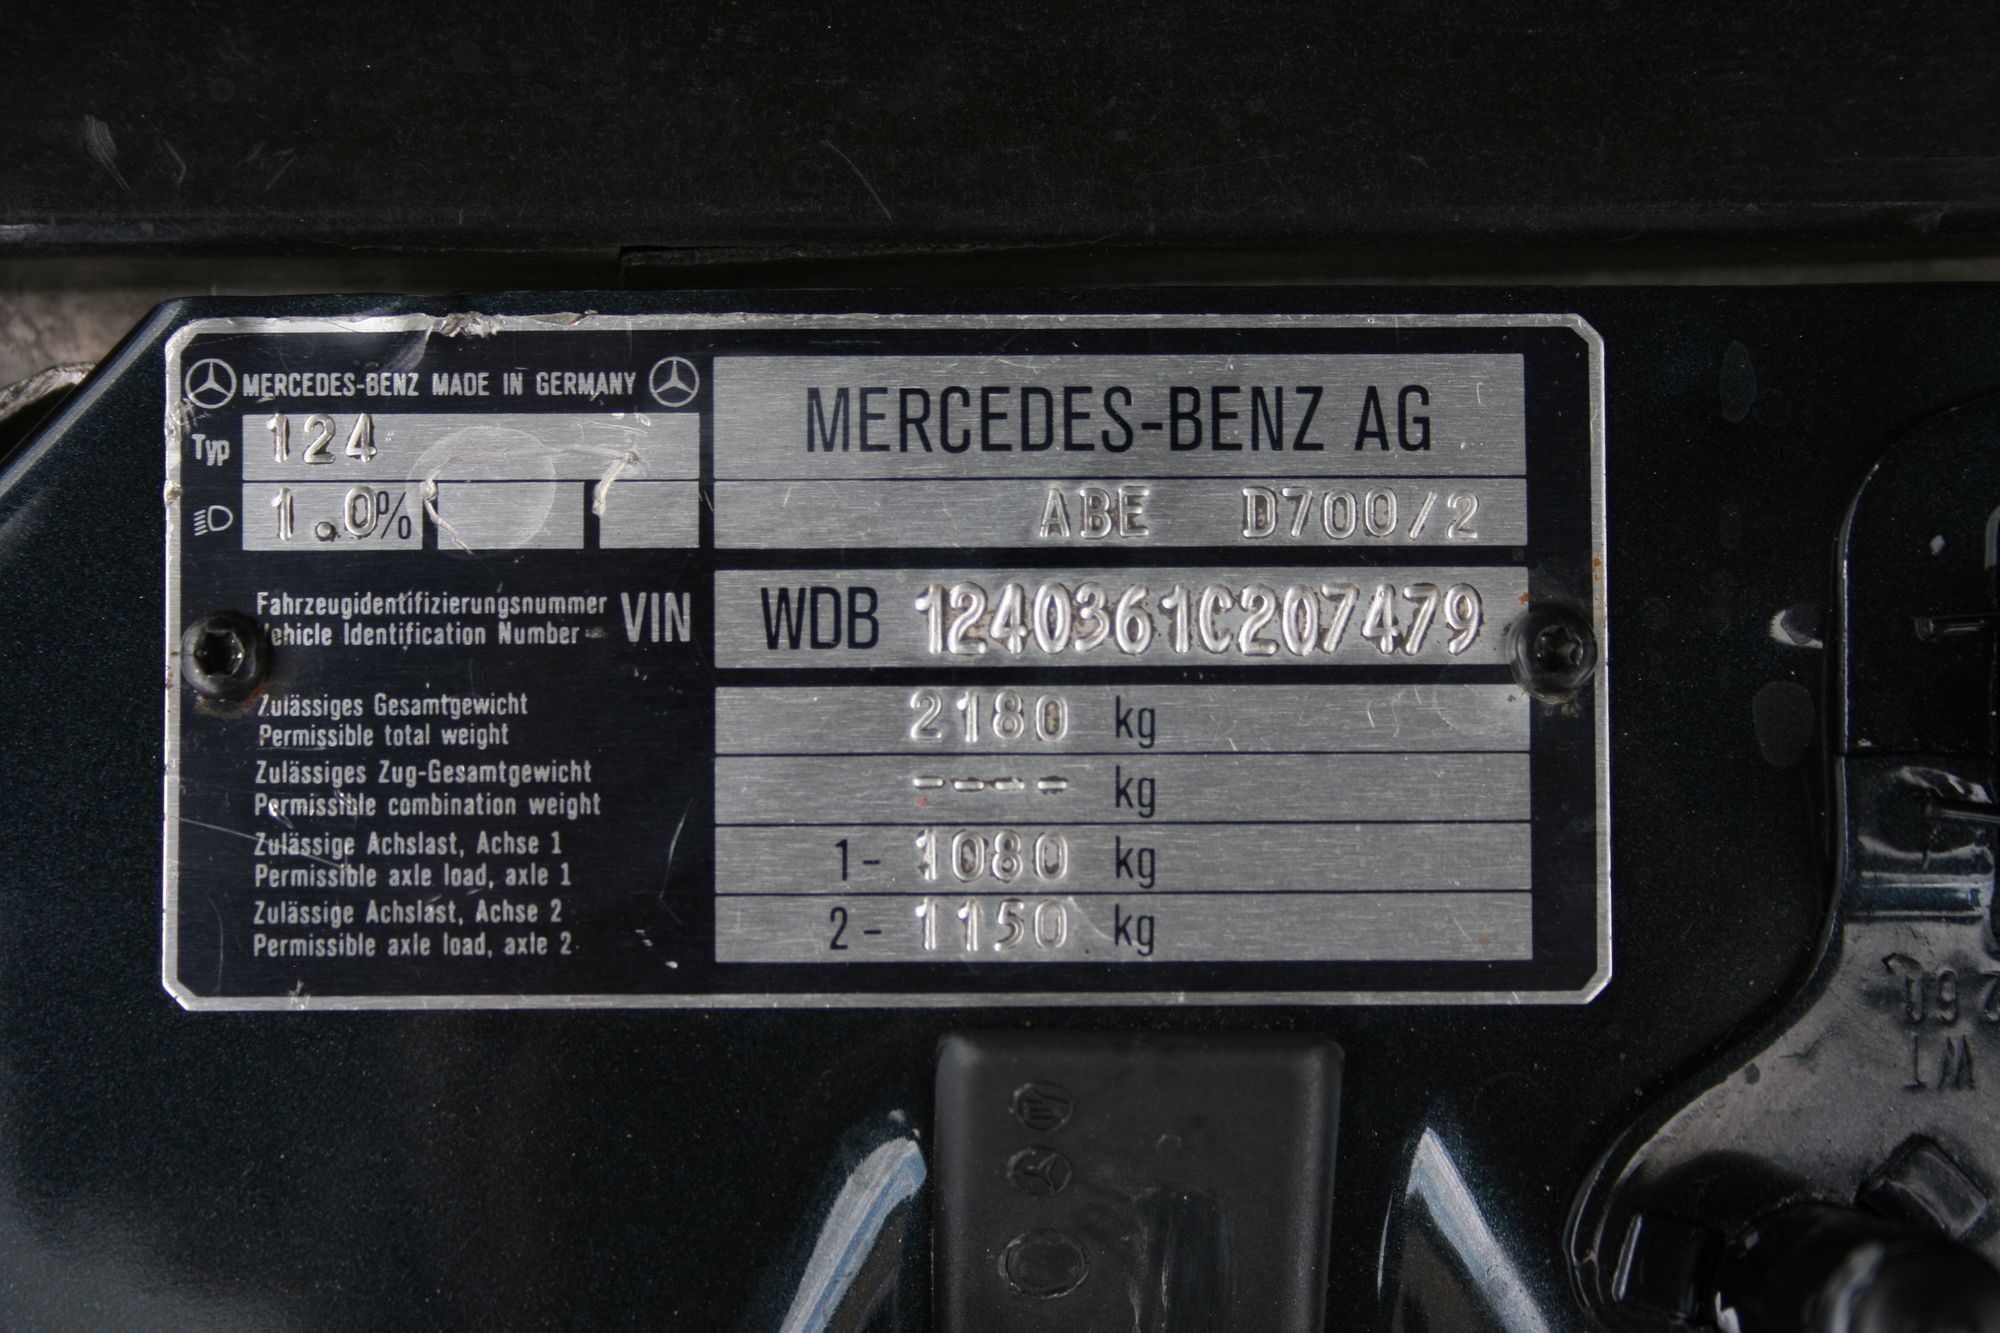 MERCEDES-BENZ MADE IN GERMANY
MERCEDES-BENZ AG
Typ 124
1.0%
ABE D700/2
Fahrzeugidentifizierungsnummer
Vehicle Identification Number
VIN
WDB 1240361C207479
Zulässiges Gesamtgewicht
Permissible total weight
2180 kg
Zulässiges Zug-Gesamtgewicht
Permissible combination weight
---- kg
Zulässige Achslast, Achse 1
Permissible axle load, axle 1
1- 1080 kg
Zulässige Achslast, Achse 2
Permissible axle load, axle 2
2- 1150 kg